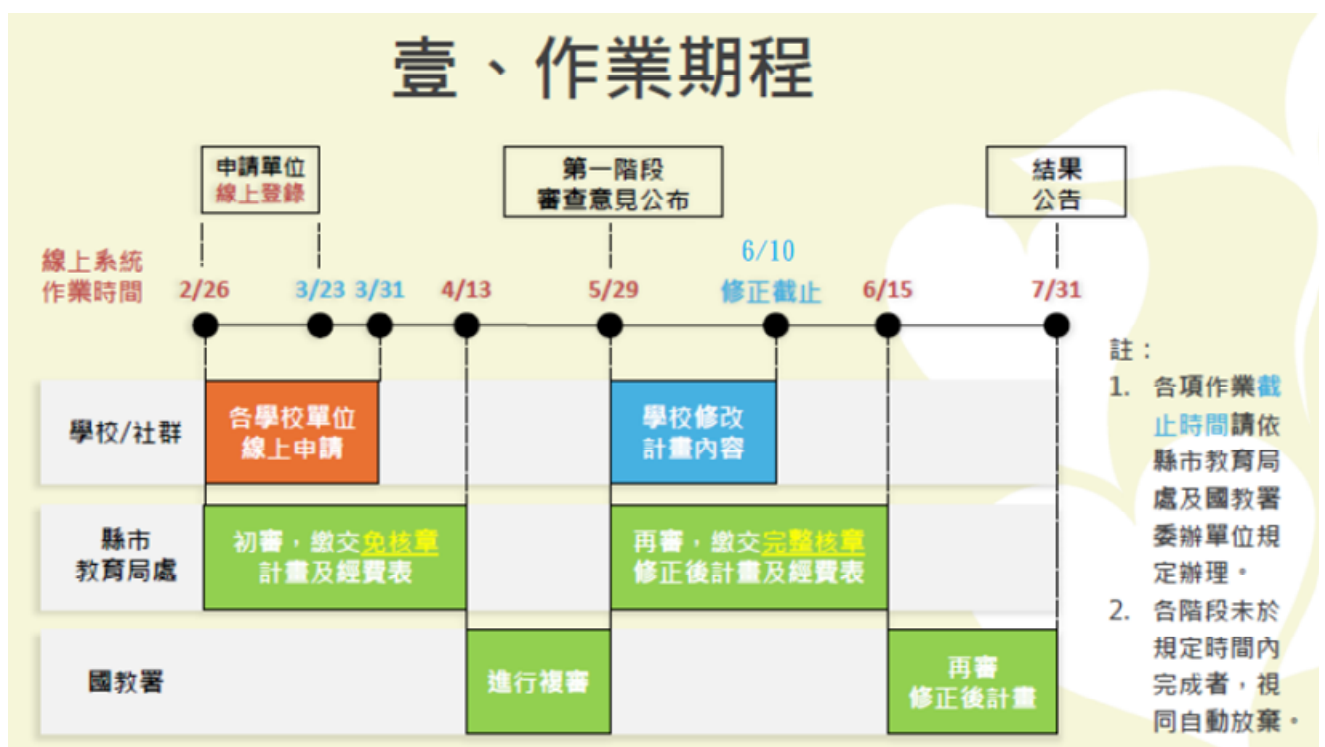 壹、作業期程
申請單位
線上登錄
第一階段
審查意見公布
結果
公告
線上系統
作業時間
2/26
3/23
3/31
4/13
5/29
6/10
修正截止
6/15
7/31
學校/社群
各學校單位
線上申請
學校修改
計畫內容
縣市
教育局處
初審，繳交免核章
計畫及經費表
再審，繳交完整核章
修正後計畫及經費表
國教署
進行複審
再審
修正後計畫
註：
1. 各項作業截
止時間請依
縣市教育局
處及國教署
委辦單位規
定辦理。
2. 各階段未於
規定時間內
完成者，視
同自動放棄。